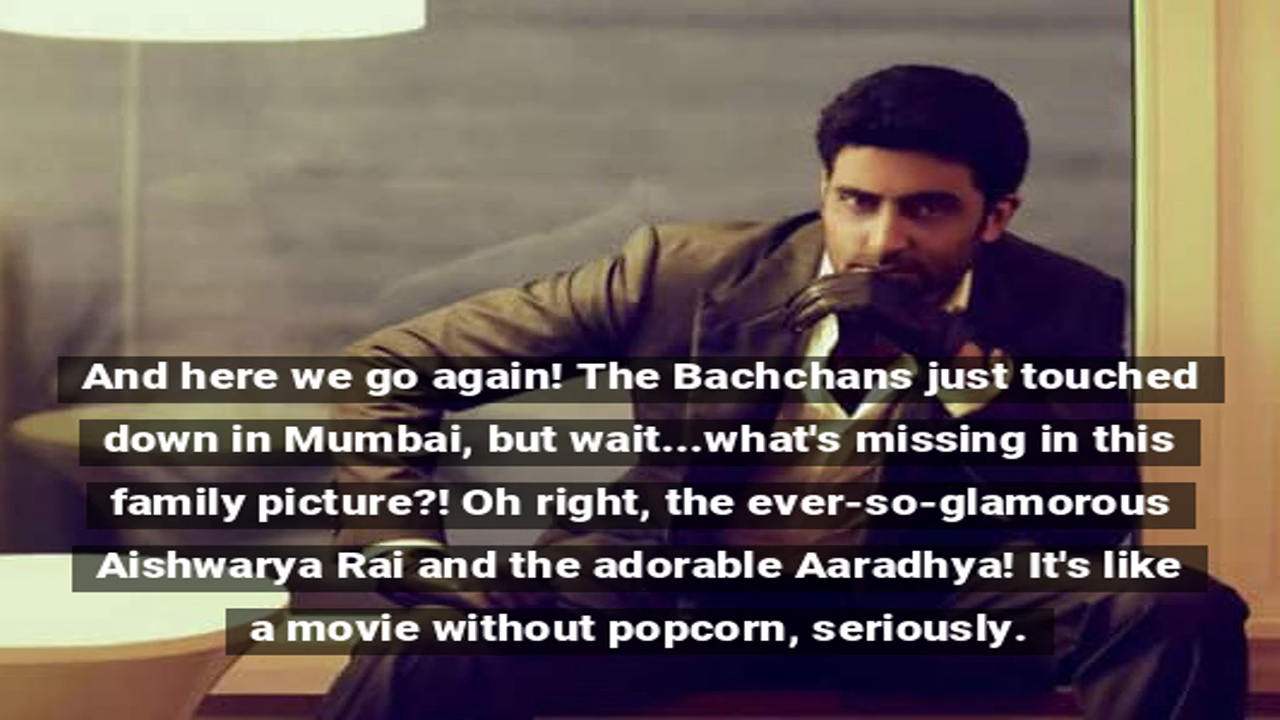 And here we go again! The Bachchans just touched
down in Mumbai, but wait...what's missing in this
family picture?! Oh right, the ever-so-glamorous
Aishwarya Rai and the adorable Aaradhya! It's like
a movie without popcorn, seriously.